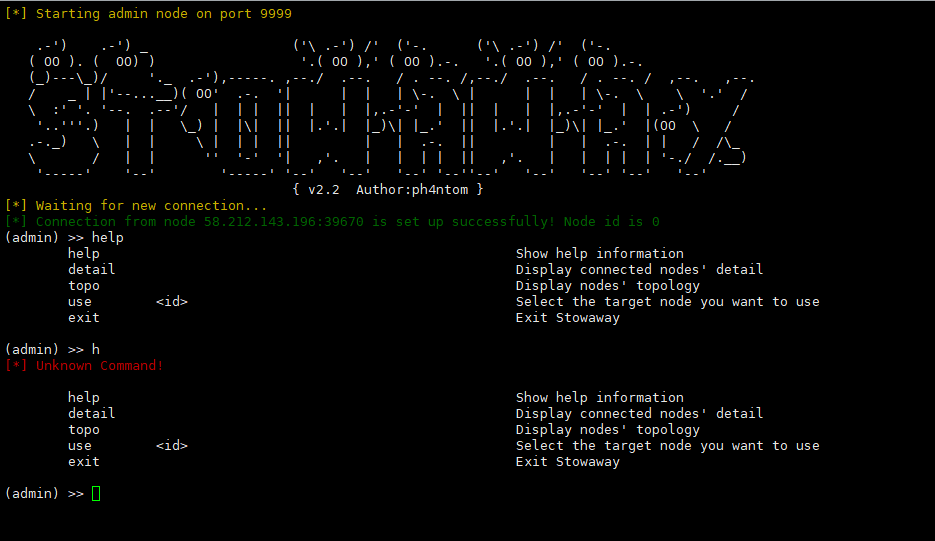 [*] Starting admin node on port 9999
{ v2.2  Author:ph4ntom }
[*] Waiting for new connection...
[*] Connection from node 58.212.143.196:39670 is set up successfully! Node id is 0
(admin) >> help
help Show help information
detail Display connected nodes' detail
topo Display nodes' topology
use <id> Select the target node you want to use
exit Exit Stowaway
(admin) >> h
[*] Unknown Command!
help Show help information
detail Display connected nodes' detail
topo Display nodes' topology
use <id> Select the target node you want to use
exit Exit Stowaway
(admin) >>